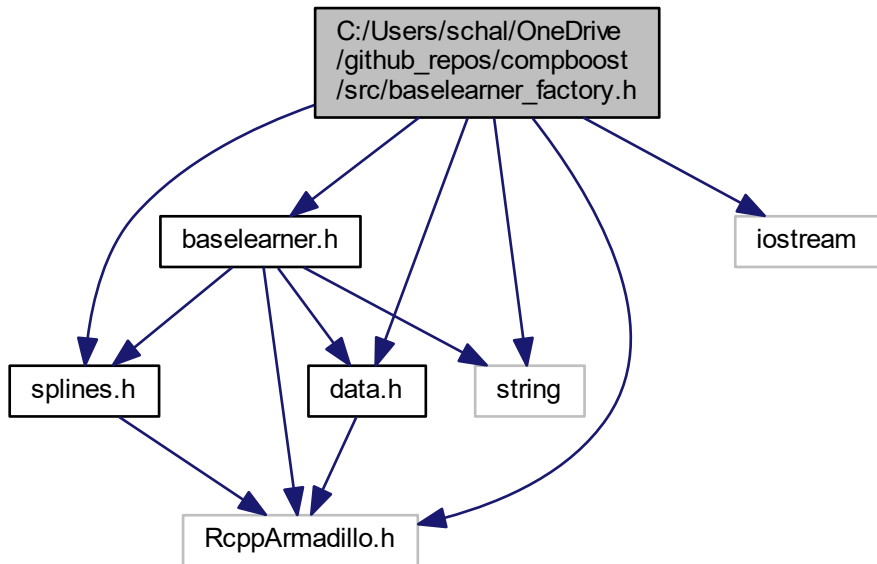 C:/Users/schal/OneDrive
/github_repos/compboost
/src/baselearner_factory.h
baselearner.h
iostream
splines.h
data.h
string
RcppArmadillo.h